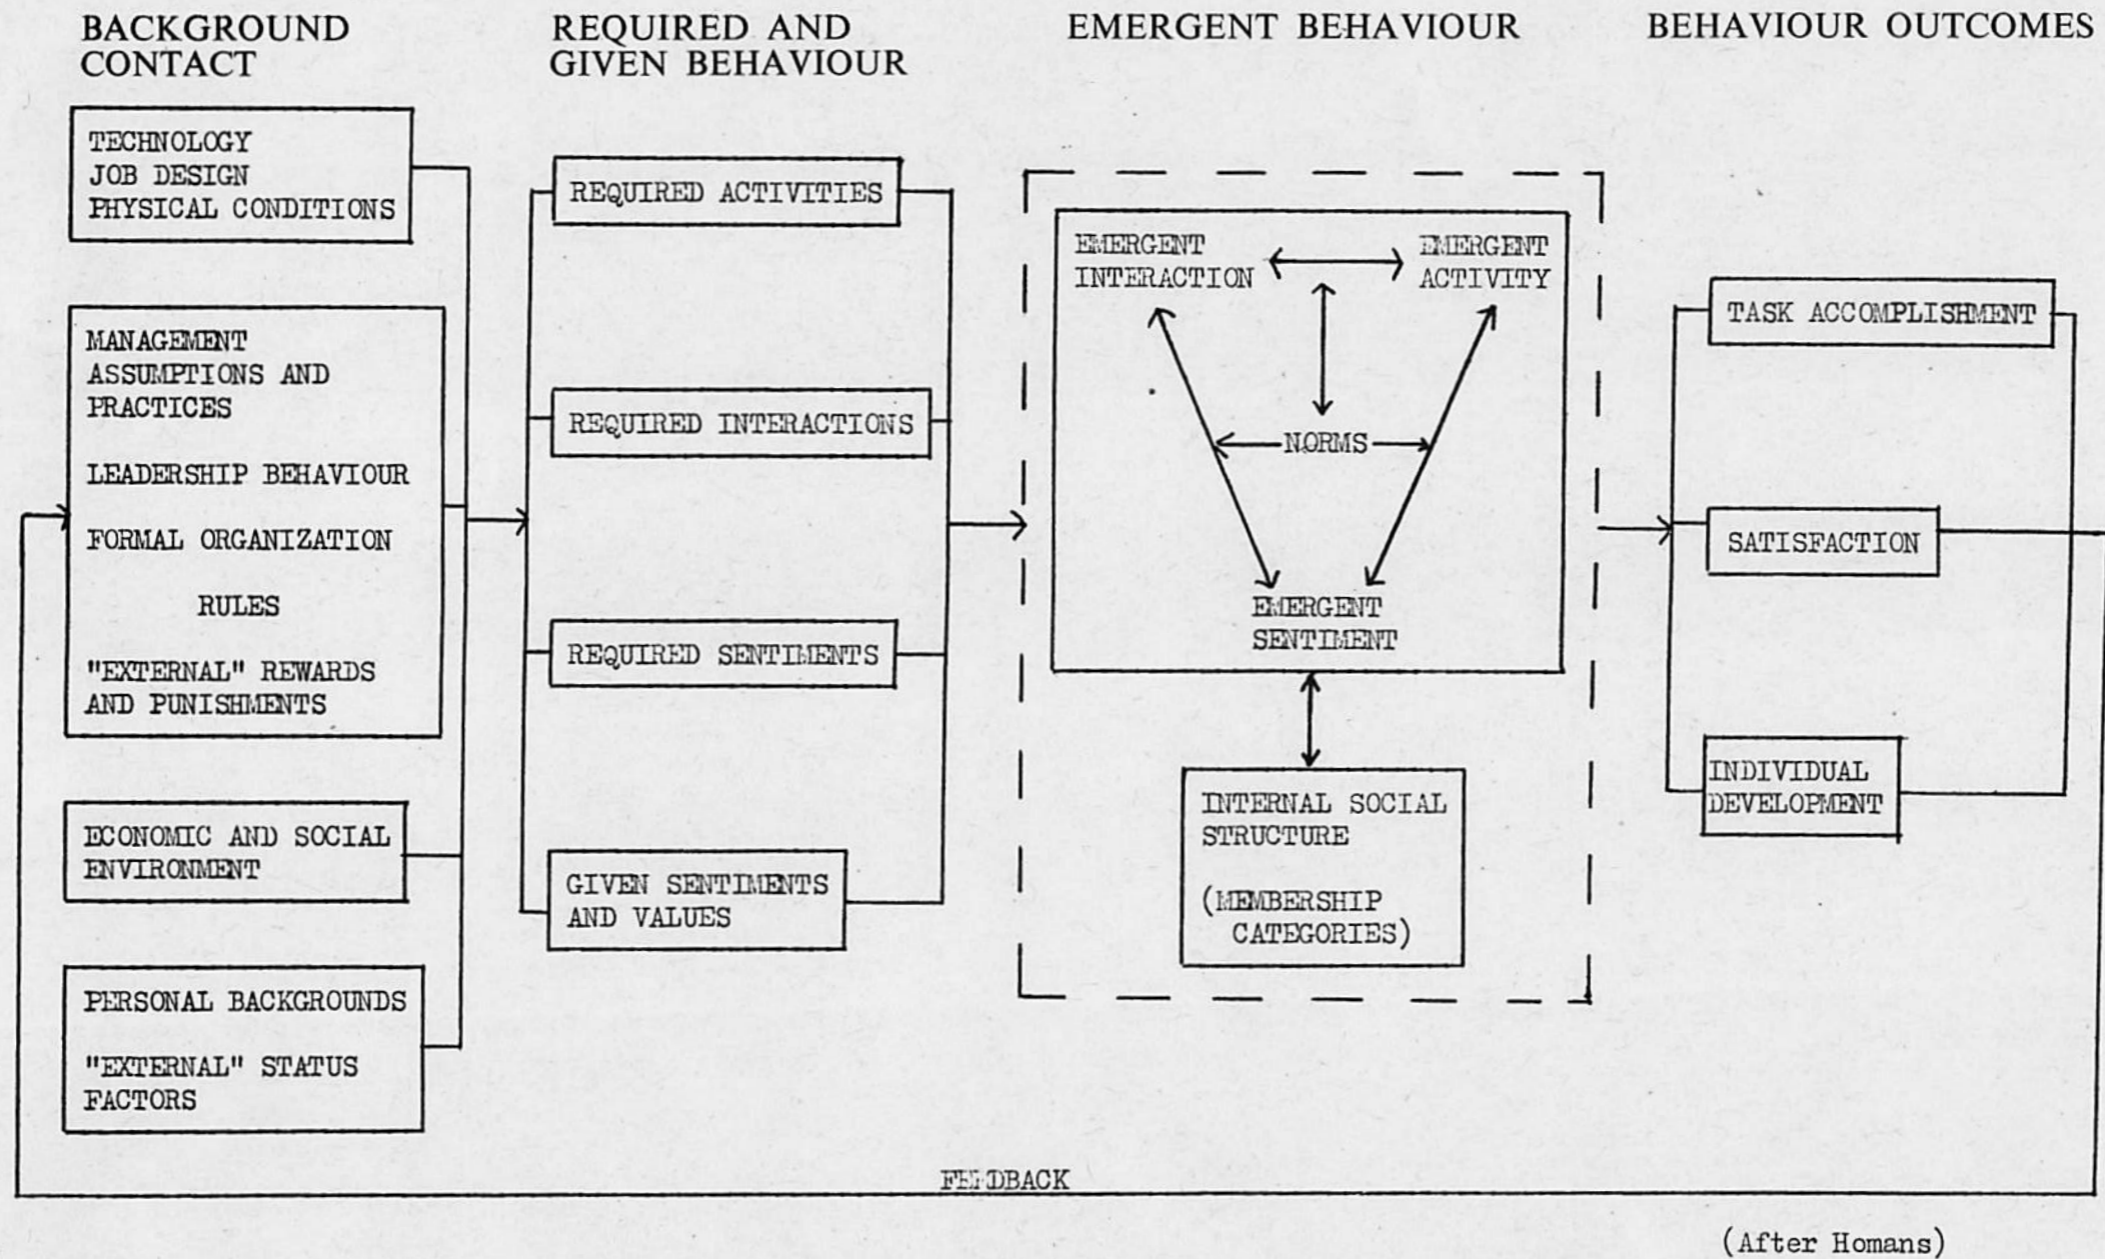 BACKGROUND
CONTACT
TECHNOLOGY
JOB DESIGN
PHYSICAL CONDITIONS
MANAGEMENT
ASSUMPTIONS AND
PRACTICES
LEADERSHIP BEHAVIOUR
FORMAL ORGANIZATION
RULES
"EXTERNAL" REWARDS
AND PUNISHMENTS
ECONOMIC AND SOCIAL
ENVIRONMENT
PERSONAL BACKGROUNDS
"EXTERNAL" STATUS
FACTORS
REQUIRED AND
GIVEN BEHAVIOUR
REQUIRED ACTIVITIES
REQUIRED INTERACTIONS
REQUIRED SENTIMENTS
GIVEN SENTIMENTS
AND VALUES
EMERGENT BEHAVIOUR
EMERGENT
INTERACTION
EMERGENT
ACTIVITY
NORMS
EMERGENT
SENTIMENT
INTERNAL SOCIAL
STRUCTURE
(MEMBERSHIP
CATEGORIES)
BEHAVIOUR OUTCOMES
TASK ACCOMPLISHMENT
SATISFACTION
INDIVIDUAL
DEVELOPMENT
FEEDBACK
(After Homans)